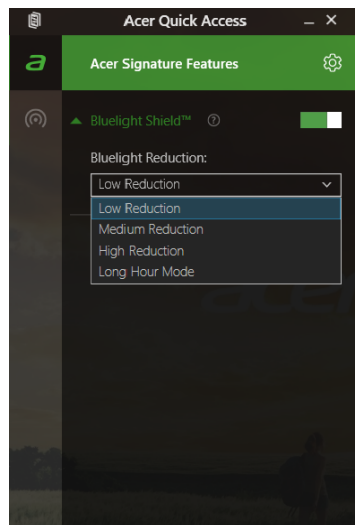 Acer Quick Access
Acer Signature Features
Bluelight Shield™
Bluelight Reduction:
Low Reduction
Low Reduction
Medium Reduction
High Reduction
Long Hour Mode
acer